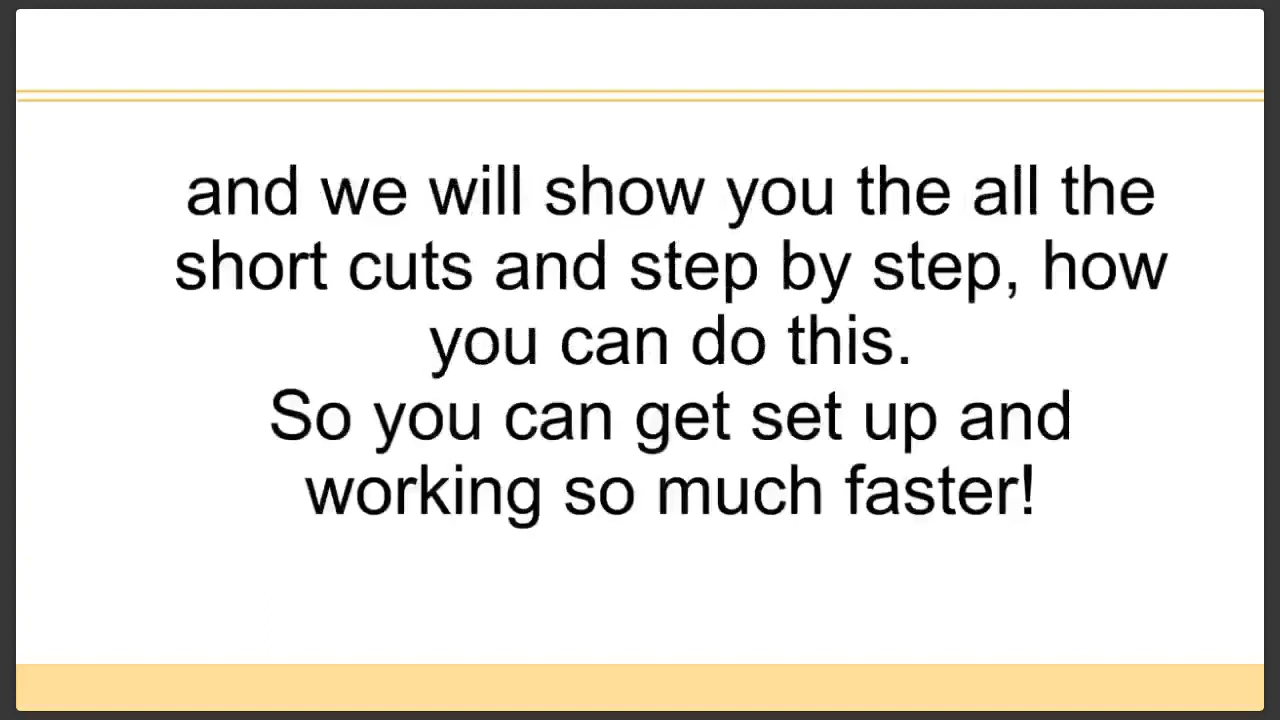 and we will show you the all the
short cuts and step by step, how
you can do this.
So you can get set up and
working so much faster!